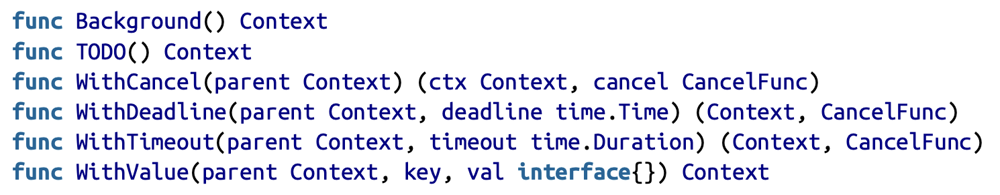 func Background() Context
func TODO() Context
func WithCancel(parent Context) (ctx Context, cancel CancelFunc)
func WithDeadline(parent Context, deadline time.Time) (Context, CancelFunc)
func WithTimeout(parent Context, timeout time.Duration) (Context, CancelFunc)
func WithValue(parent Context, key, val interface{}) Context